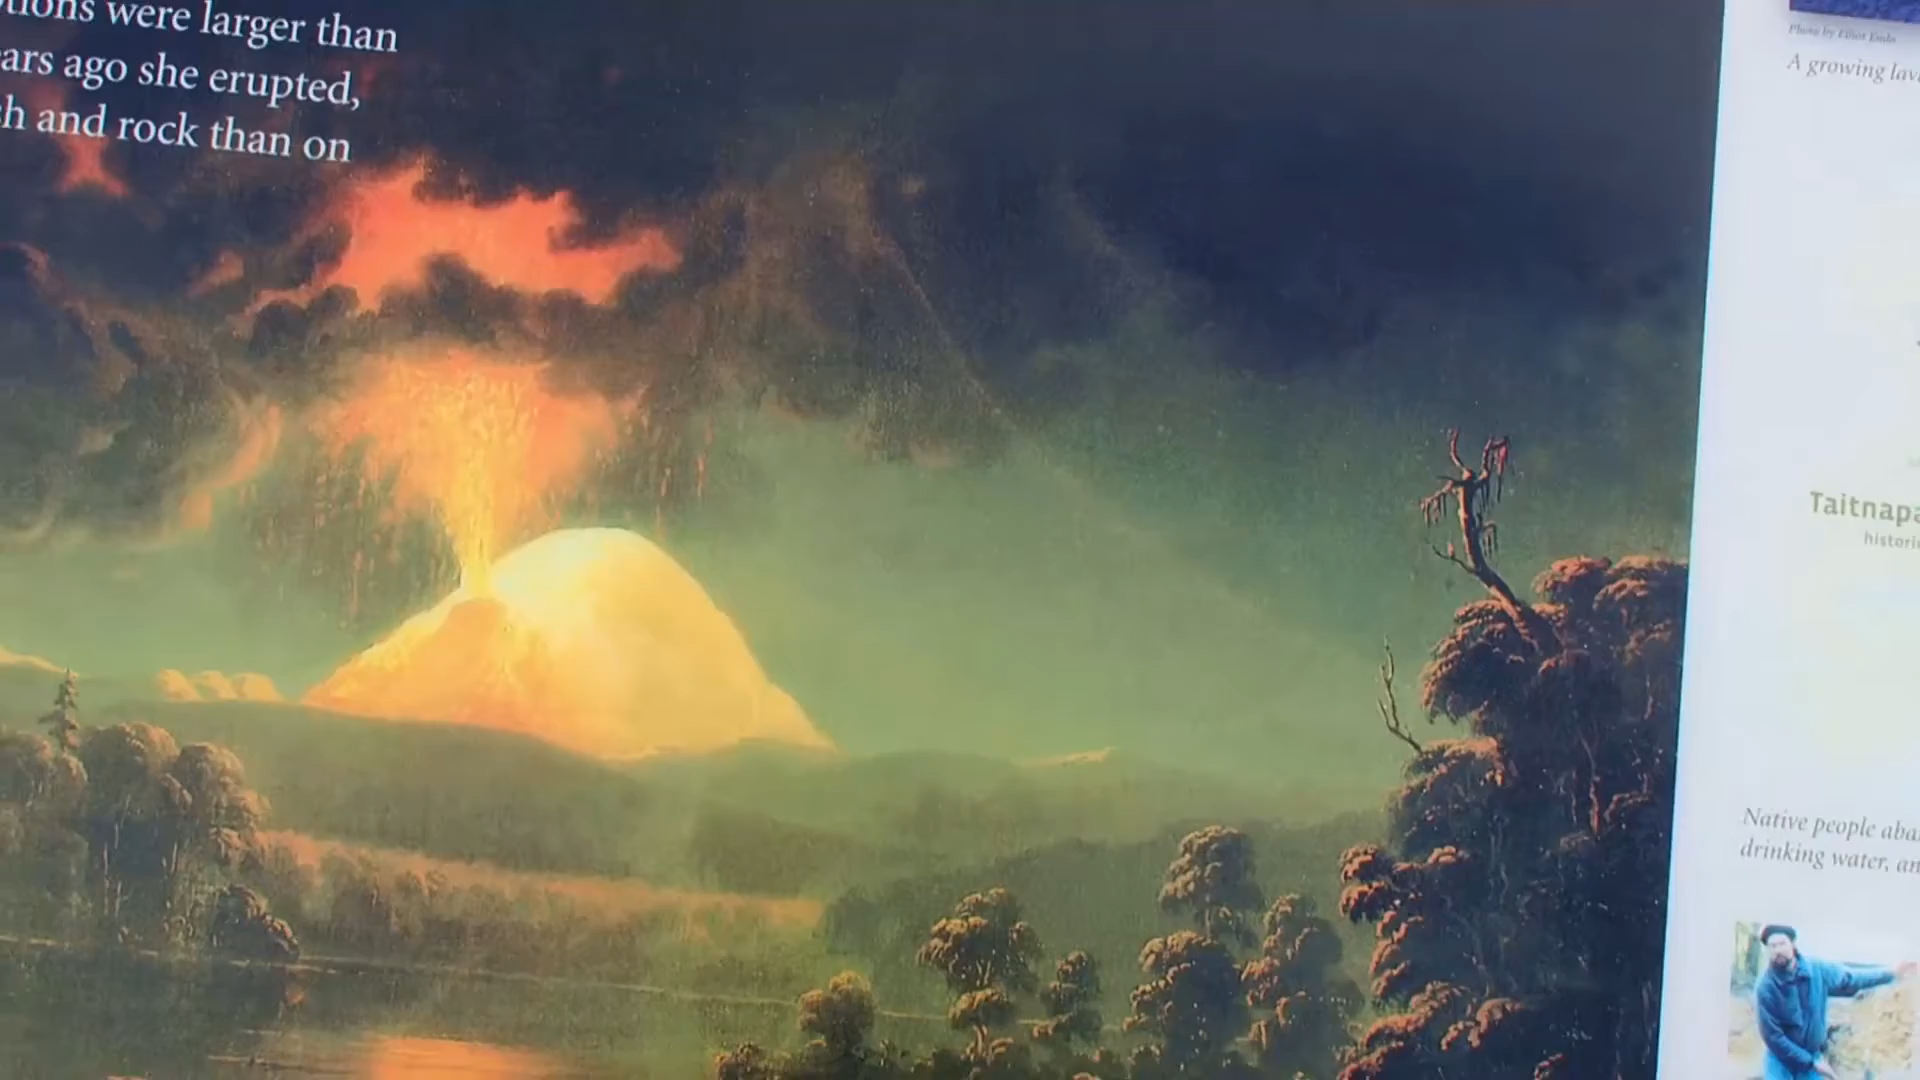 tions were larger than
ars ago she erupted,
h and rock than on
Photo by Elliot Endo
A growing lav
Taitnapa
histori
Native people aba
drinking water, an